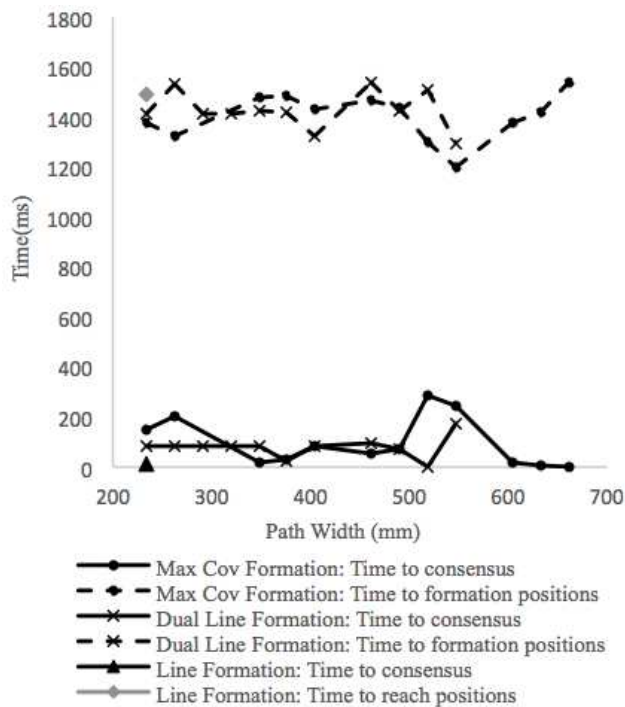 1800
1600
1400
1200
1000
800
600
400
200
0
Time(ms)
200 300 400 500 600 700
Path Width (mm)
Max Cov Formation: Time to consensus
Max Cov Formation: Time to formation positions
Dual Line Formation: Time to consensus
Dual Line Formation: Time to formation positions
Line Formation: Time to consensus
Line Formation: Time to reach positions